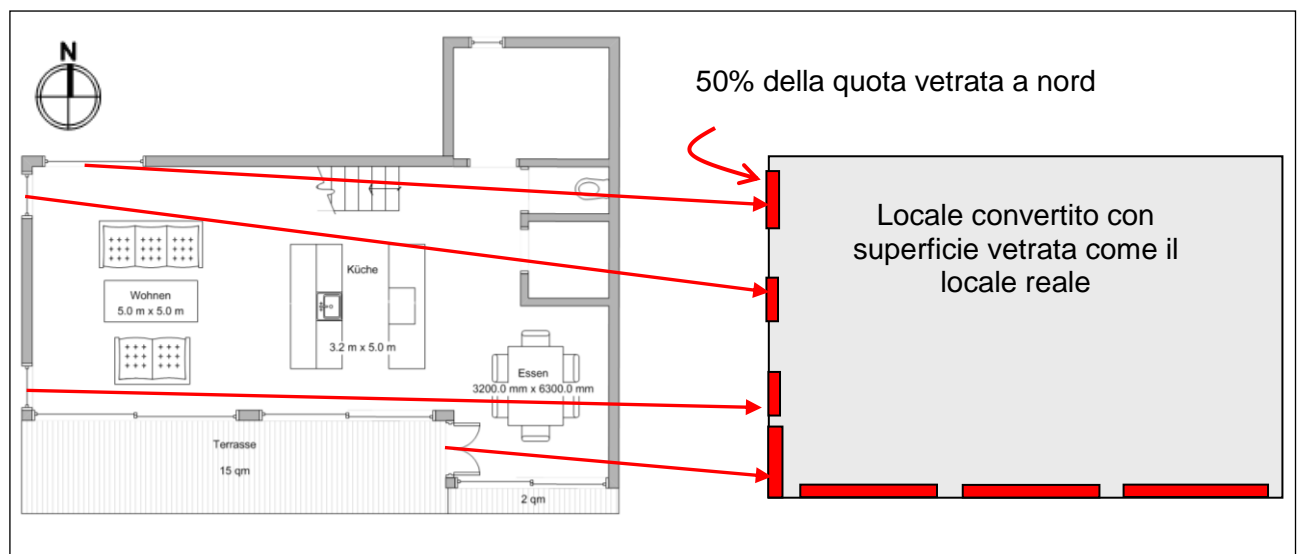 N
50% della quota vetrata a nord
Locale convertito con
superficie vetrata come il
locale reale
Küche
Wohnen
5.0 m x 5.0 m
3.2 m x 5.0 m
Essen
3200.0 mm x 6300.0 mm
Terrasse
15 qm
2 qm